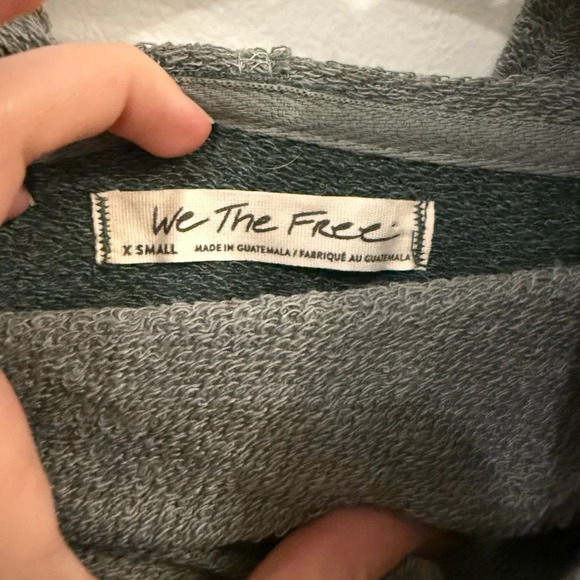 We The Free
X SMALL MADE IN GUATEMALA / FABRIQUÉ AU GUATEMALA